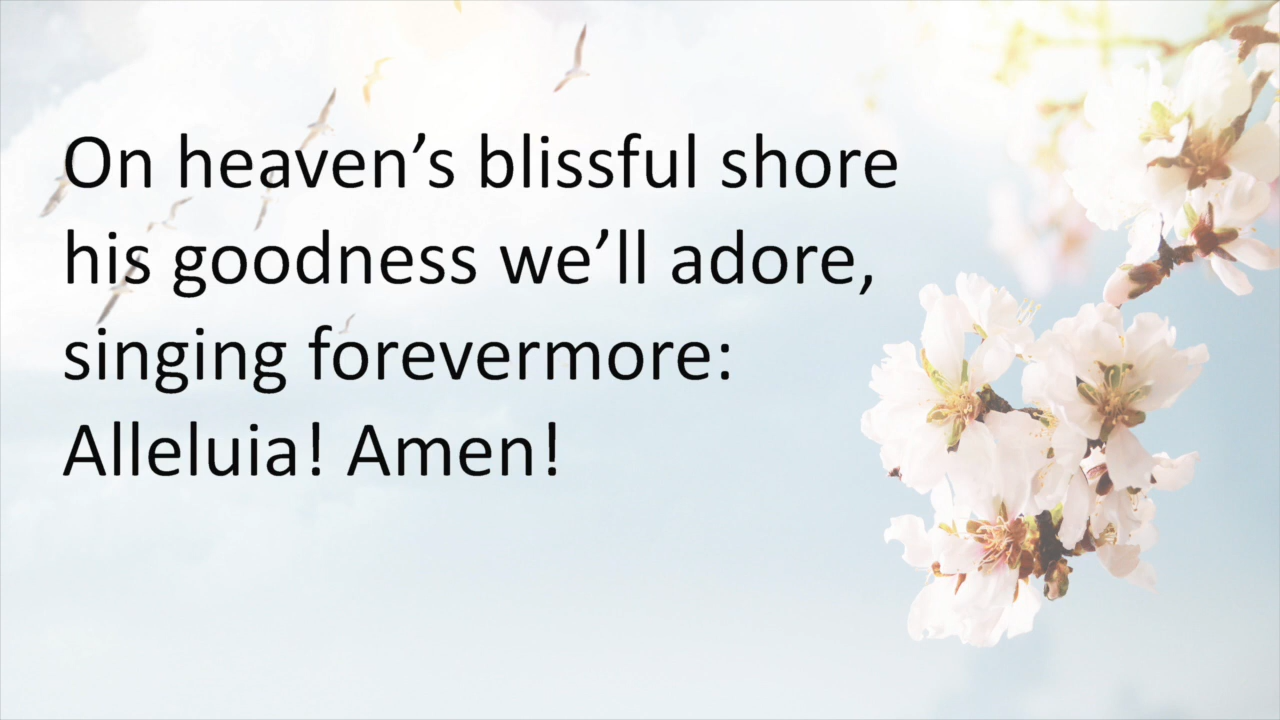 On heaven’s blissful shore
his goodness we’ll adore,
singing forevermore:
Alleluia! Amen!